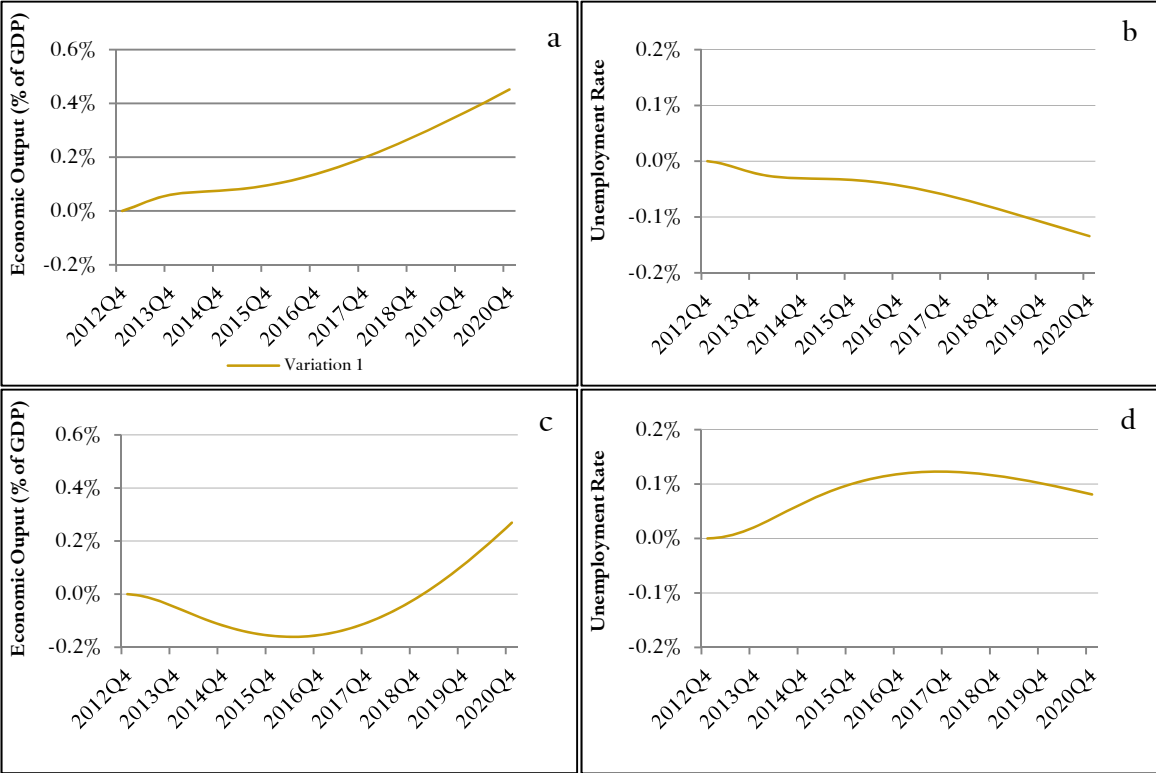 a
Economic Output (% of GDP)
0.6%
0.4%
0.2%
0.0%
-0.2%
2012Q4
2013Q4
2014Q4
2015Q4
2016Q4
2017Q4
2018Q4
2019Q4
2020Q4
Variation 1
b
Unemployment Rate
0.2%
0.1%
0.0%
-0.1%
-0.2%
2012Q4
2013Q4
2014Q4
2015Q4
2016Q4
2017Q4
2018Q4
2019Q4
2020Q4
c
Economic Ouput (% of GDP)
0.6%
0.4%
0.2%
0.0%
-0.2%
2012Q4
2013Q4
2014Q4
2015Q4
2016Q4
2017Q4
2018Q4
2019Q4
2020Q4
d
Unemployment Rate
0.2%
0.1%
0.0%
-0.1%
-0.2%
2012Q4
2013Q4
2014Q4
2015Q4
2016Q4
2017Q4
2018Q4
2019Q4
2020Q4